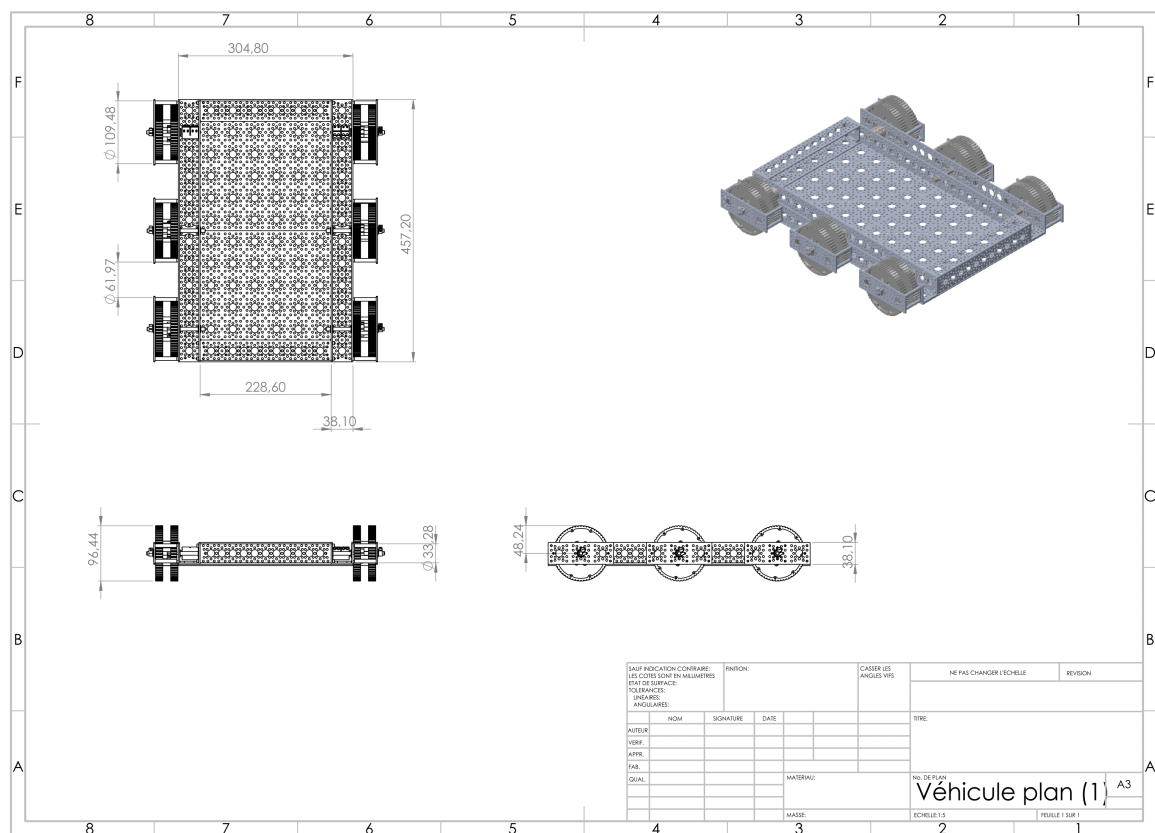 8 7 6 5 4 3 2 1
F F
E E
D D
C C
B B
A A
304,80
∅ 109,48
∅ 61,97
457,20
228,60
38,10
96,44
∅ 33,28
48,24
38,10
SAUF INDICATION CONTRAIRE:
LES COTES SONT EN MILLIMETRES
ETAT DE SURFACE:
TOLERANCES:
LINEAIRES:
ANGULAIRES:
FINITION:
CASSER LES
ANGLES VIFS
NE PAS CHANGER L'ECHELLE
REVISION
NOM SIGNATURE DATE
TITRE:
AUTEUR
VERIF.
APPR.
FAB.
QUAL.
MATERIAU:
No. DE PLAN
Véhicule plan (1)
A3
MASSE:
ECHELLE:1:5
FEUILLE 1 SUR 1
8 7 6 5 4 3 2 1